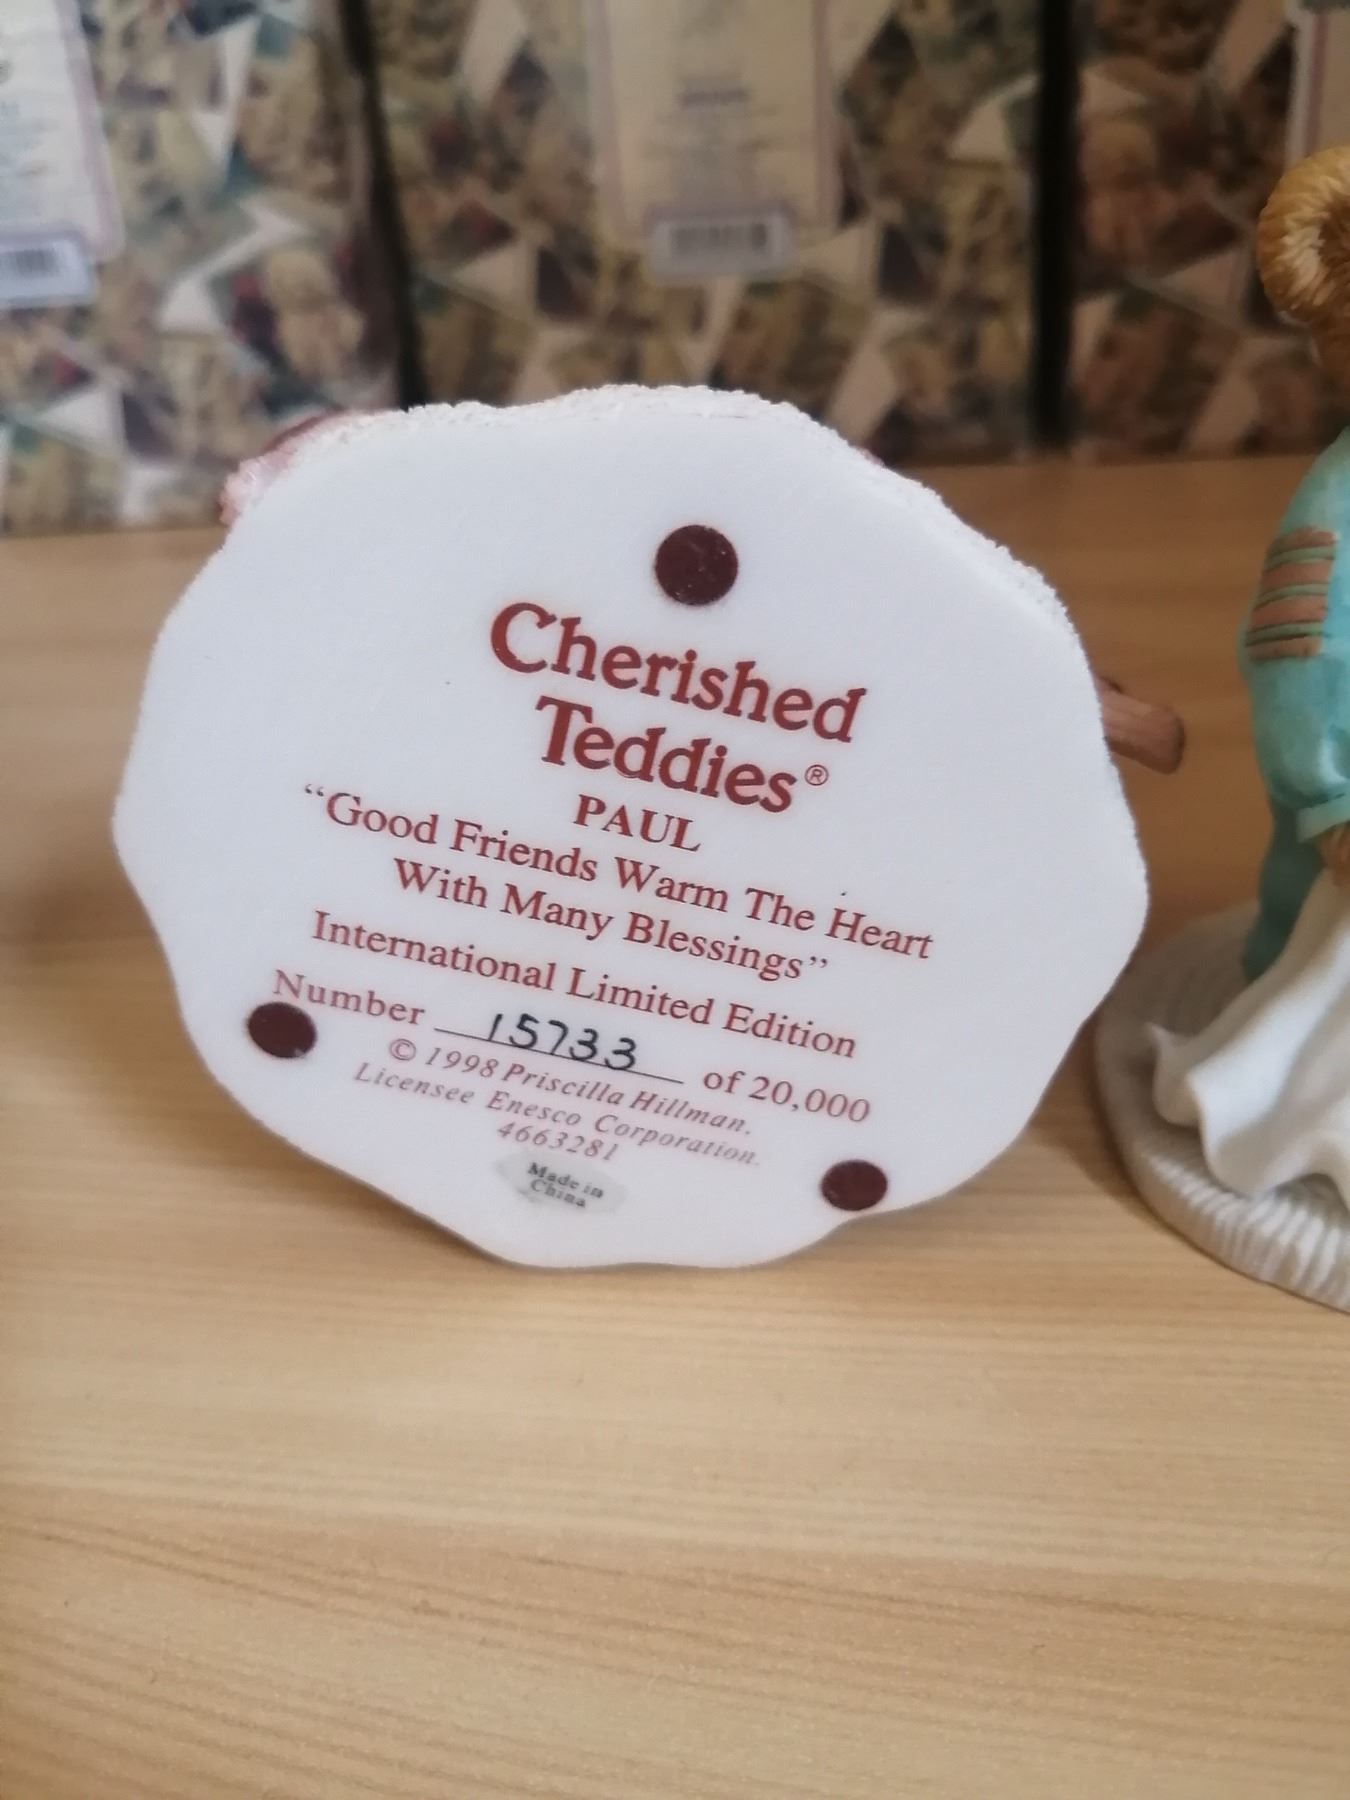 Cherished
Teddies®
PAUL
“Good Friends Warm The Heart
With Many Blessings”
International Limited Edition
Number 15733 of 20,000
© 1998 Priscilla Hillman.
Licensee Enesco Corporation.
4663281
Made in
China